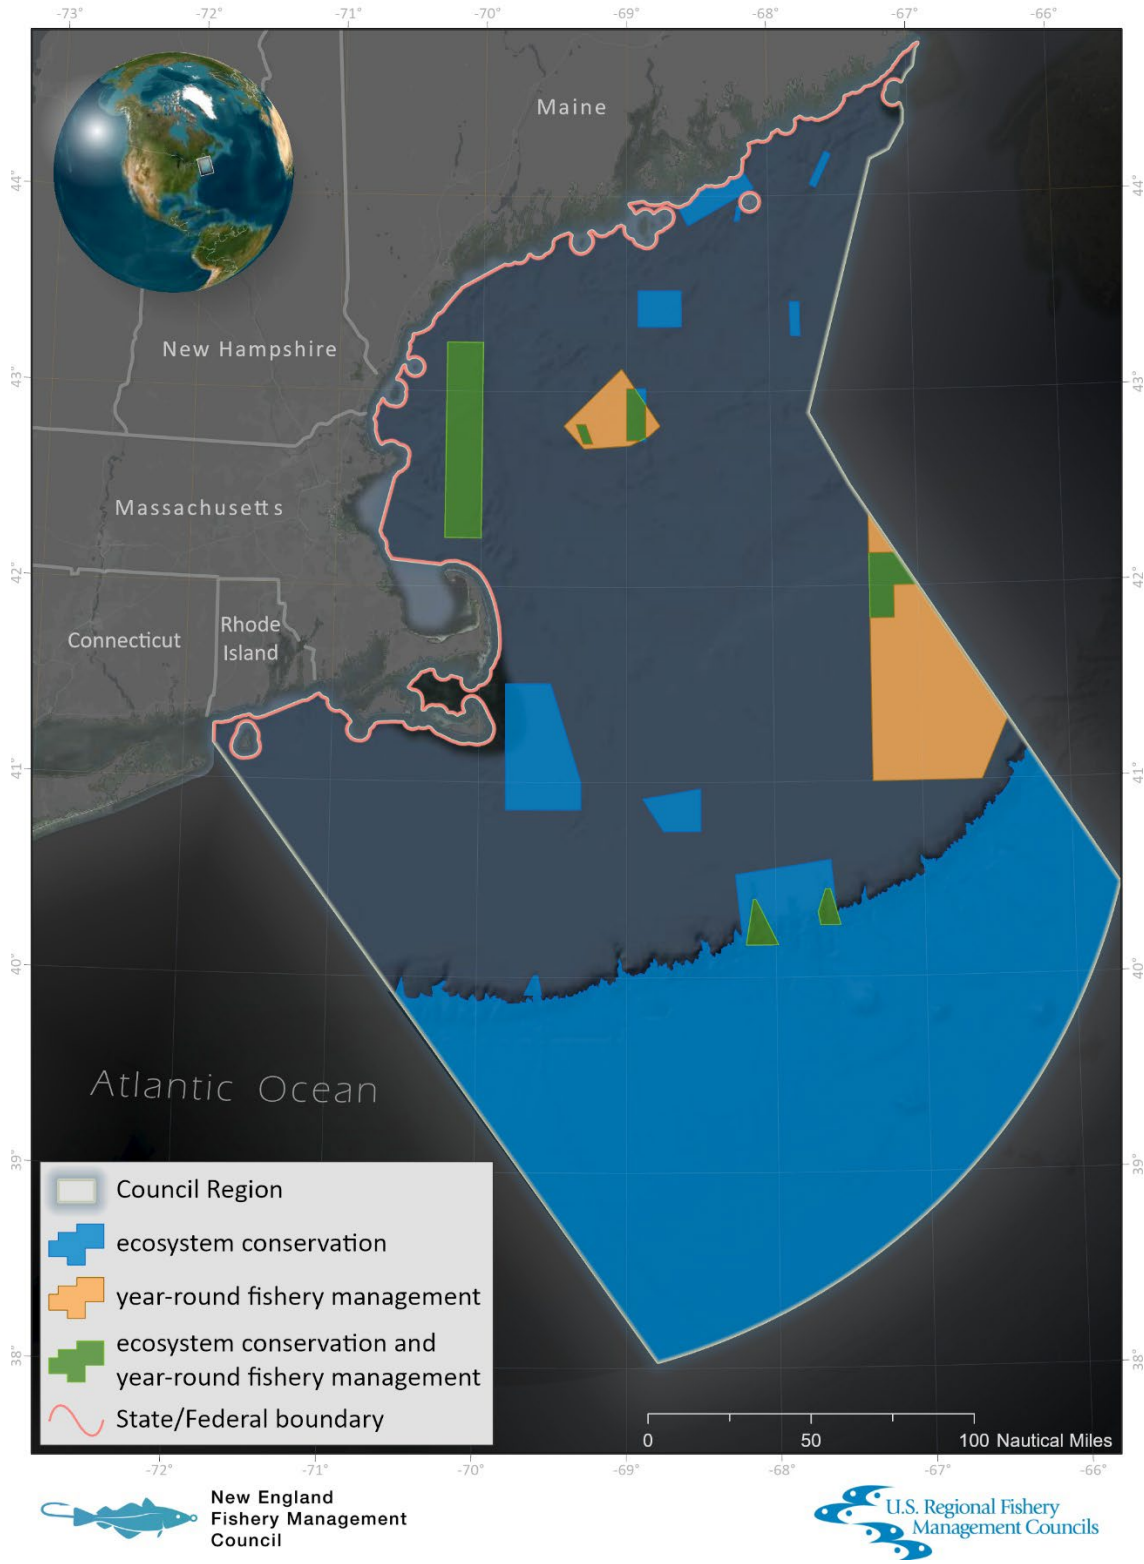 -73°
-72°
-71°
-70°
-69°
-68°
-67°
-66°
Maine
44°
44°
New Hampshire
43°
43°
Massachusetts
42°
42°
Connecticut
Rhode
Island
41°
41°
40°
40°
Atlantic Ocean
39°
39°
Council Region
ecosystem conservation
year-round fishery management
ecosystem conservation and
year-round fishery management
State/Federal boundary
38°
38°
0
50
100 Nautical Miles
-72°
-71°
-70°
-69°
-68°
-67°
-66°
New England
Fishery Management
Council
U.S. Regional Fishery
Management Councils